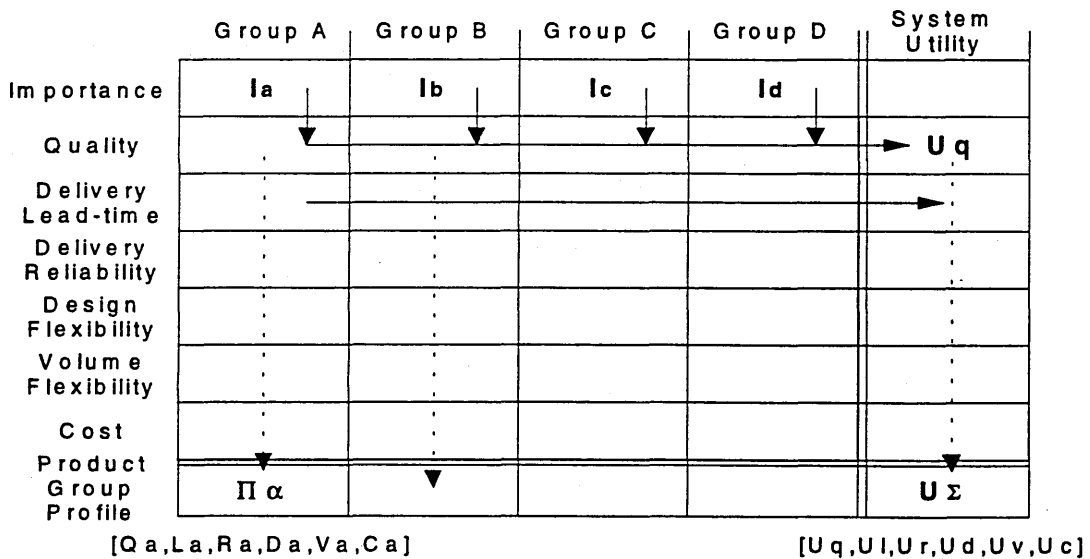 Group A Group B Group C Group D System Utility
Importance Ia Ib Ic Id
Quality Uq
Delivery
Lead-time
Delivery
Reliability
Design
Flexibility
Volume
Flexibility
Cost
Product
Group
Profile
Π α U Σ
[Qa,La,Ra,Da,Va,Ca] [Uq,Ul,Ur,Ud,Uv,Uc]